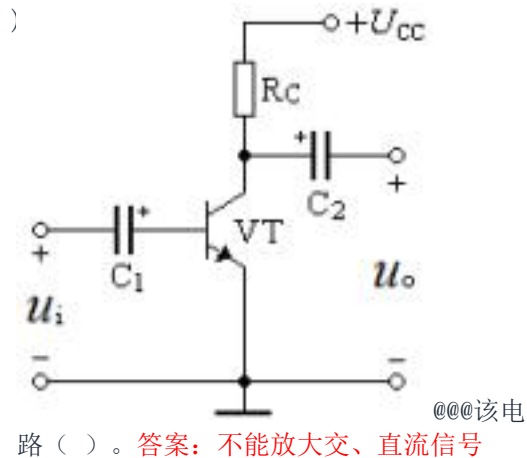 )
+UCC
RC
C2
+
VT
+
C1
+
+
ui
uo
−
−
@@@该电
路（ ）。答案：不能放大交、直流信号